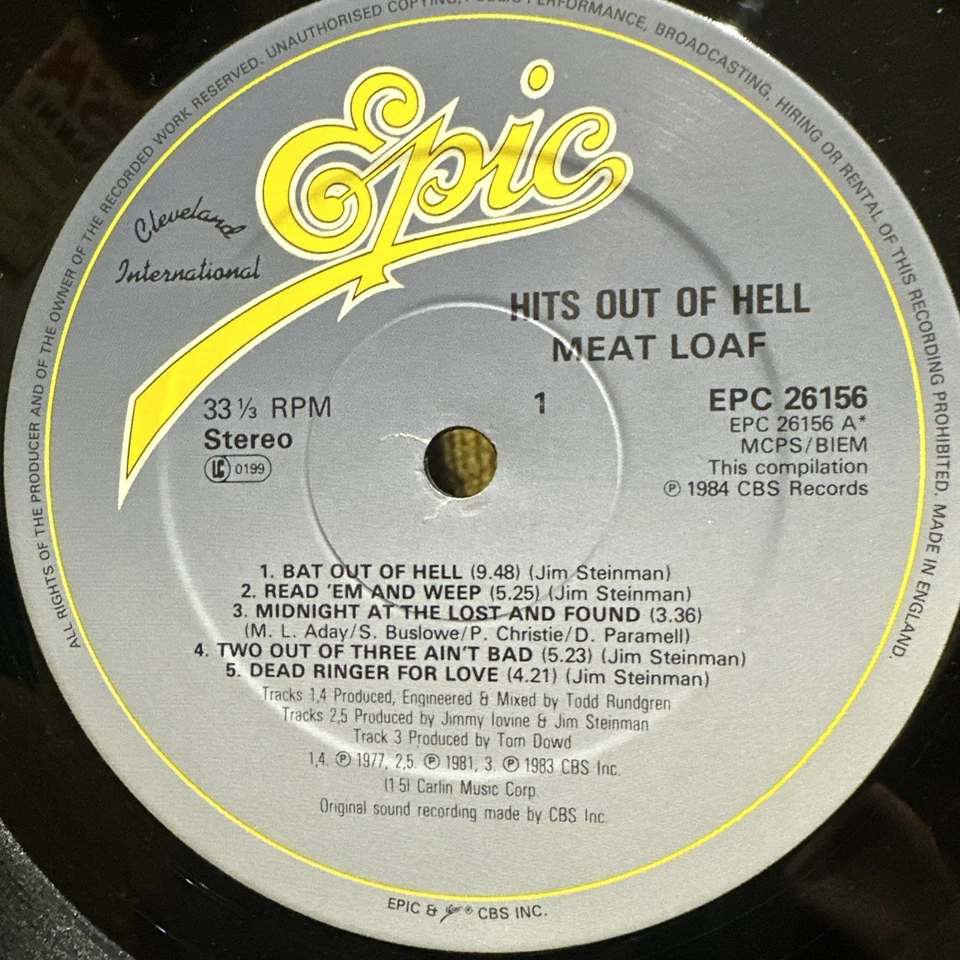 ALL RIGHTS OF THE PRODUCER AND OF THE OWNER OF THE RECORDED WORK RESERVED. UNAUTHORISED COPYING, PUBLIC PERFORMANCE, BROADCASTING, HIRING OR RENTAL OF THIS RECORDING PROHIBITED. MADE IN ENGLAND.
Epic
Cleveland
International
HITS OUT OF HELL
MEAT LOAF
33 ⅓ RPM
Stereo
LC 0199
1
EPC 26156
EPC 26156 A*
MCPS/BIEM
This compilation
℗ 1984 CBS Records
1. BAT OUT OF HELL (9.48) (Jim Steinman)
2. READ 'EM AND WEEP (5.25) (Jim Steinman)
3. MIDNIGHT AT THE LOST AND FOUND (3.36)
(M. L. Aday/S. Buslowe/P. Christie/D. Paramell)
4. TWO OUT OF THREE AIN'T BAD (5.23) (Jim Steinman)
5. DEAD RINGER FOR LOVE (4.21) (Jim Steinman)
Tracks 1,4 Produced, Engineered & Mixed by Todd Rundgren
Tracks 2,5 Produced by Jimmy Iovine & Jim Steinman
Track 3 Produced by Tom Dowd
1,4. ℗ 1977, 2,5. ℗ 1981, 3. ℗ 1983 CBS Inc.
(1 5) Carlin Music Corp.
Original sound recording made by CBS Inc.
EPIC & Epic ® CBS INC.